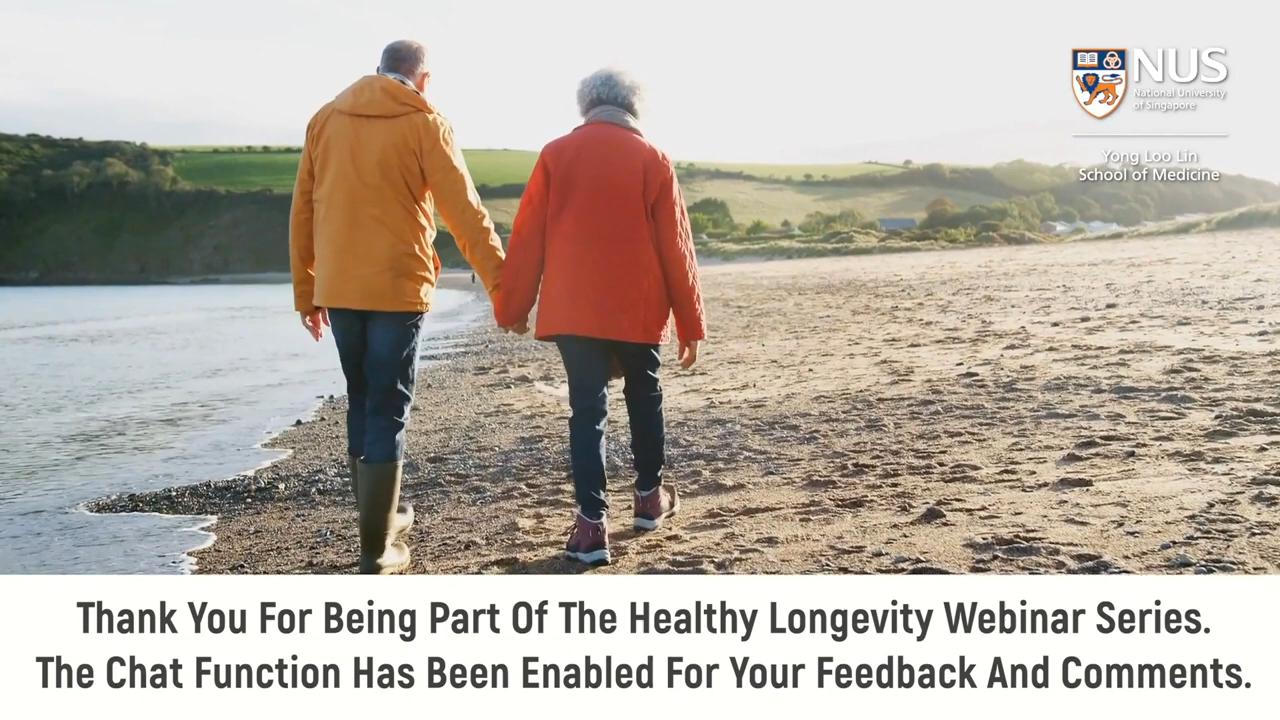 NUS
National University
of Singapore
Yong Loo Lin
School of Medicine
Thank You For Being Part Of The Healthy Longevity Webinar Series.
The Chat Function Has Been Enabled For Your Feedback And Comments.